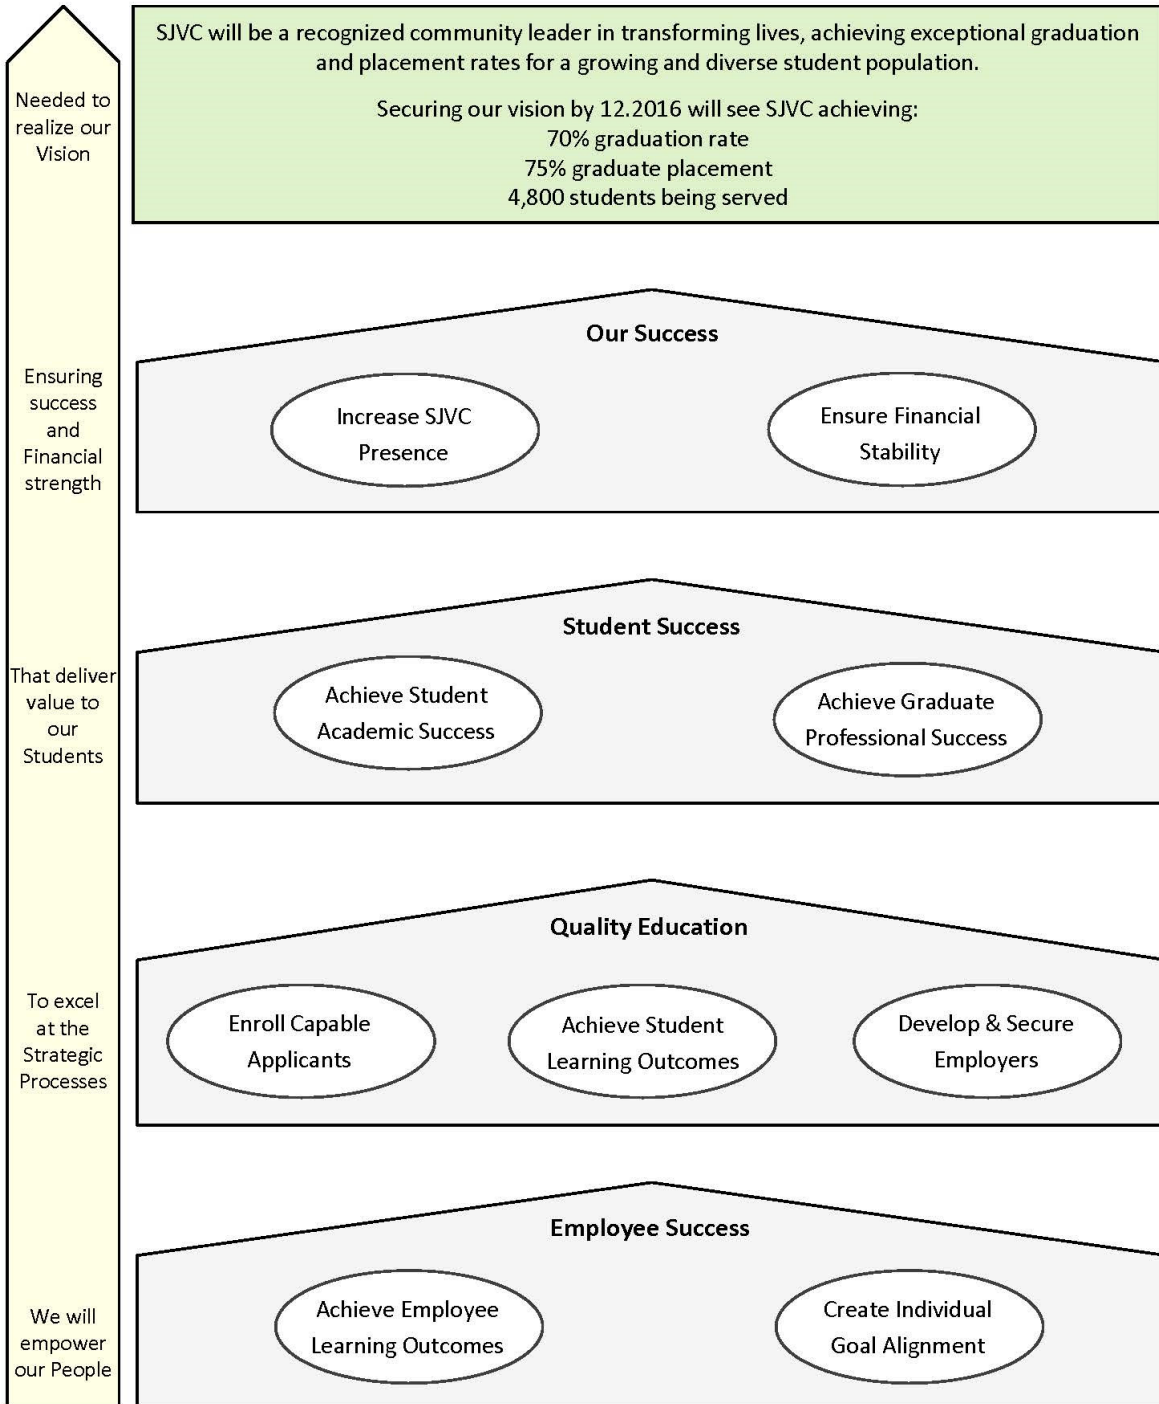 SJVC will be a recognized community leader in transforming lives, achieving exceptional graduation
and placement rates for a growing and diverse student population.
Securing our vision by 12.2016 will see SJVC achieving:
70% graduation rate
75% graduate placement
4,800 students being served
Needed to
realize our
Vision
Our Success
Increase SJVC
Presence
Ensure Financial
Stability
Ensuring
success
and
Financial
strength
Student Success
Achieve Student
Academic Success
Achieve Graduate
Professional Success
That deliver
value to
our
Students
Quality Education
Enroll Capable
Applicants
Achieve Student
Learning Outcomes
Develop & Secure
Employers
To excel
at the
Strategic
Processes
Employee Success
Achieve Employee
Learning Outcomes
Create Individual
Goal Alignment
We will
empower
our People